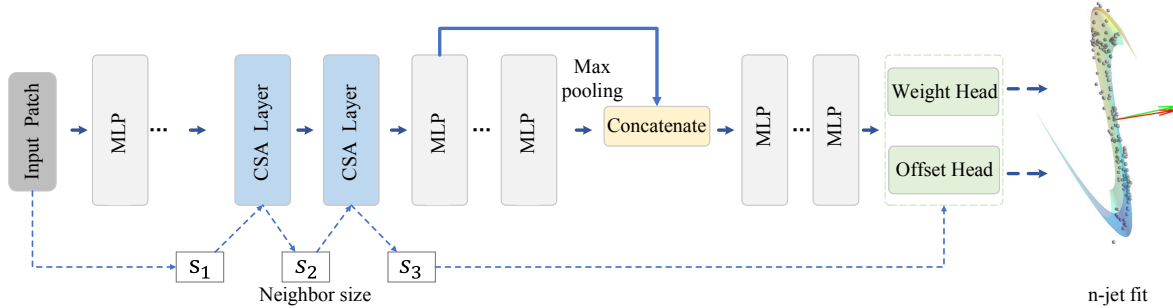 Input Patch
MLP
...
CSA Layer
CSA Layer
MLP
...
MLP
Max
pooling
Concatenate
MLP
...
MLP
Weight Head
Offset Head
s1
s2
s3
Neighbor size
n-jet fit